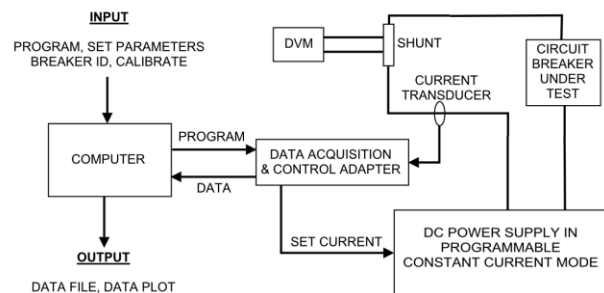 INPUT
PROGRAM, SET PARAMETERS
BREAKER ID, CALIBRATE
DVM
SHUNT
CIRCUIT
BREAKER
UNDER
TEST
CURRENT
TRANSDUCER
COMPUTER
PROGRAM
DATA
DATA ACQUISITION
& CONTROL ADAPTER
SET CURRENT
DC POWER SUPPLY IN
PROGRAMMABLE
CONSTANT CURRENT MODE
OUTPUT
DATA FILE, DATA PLOT